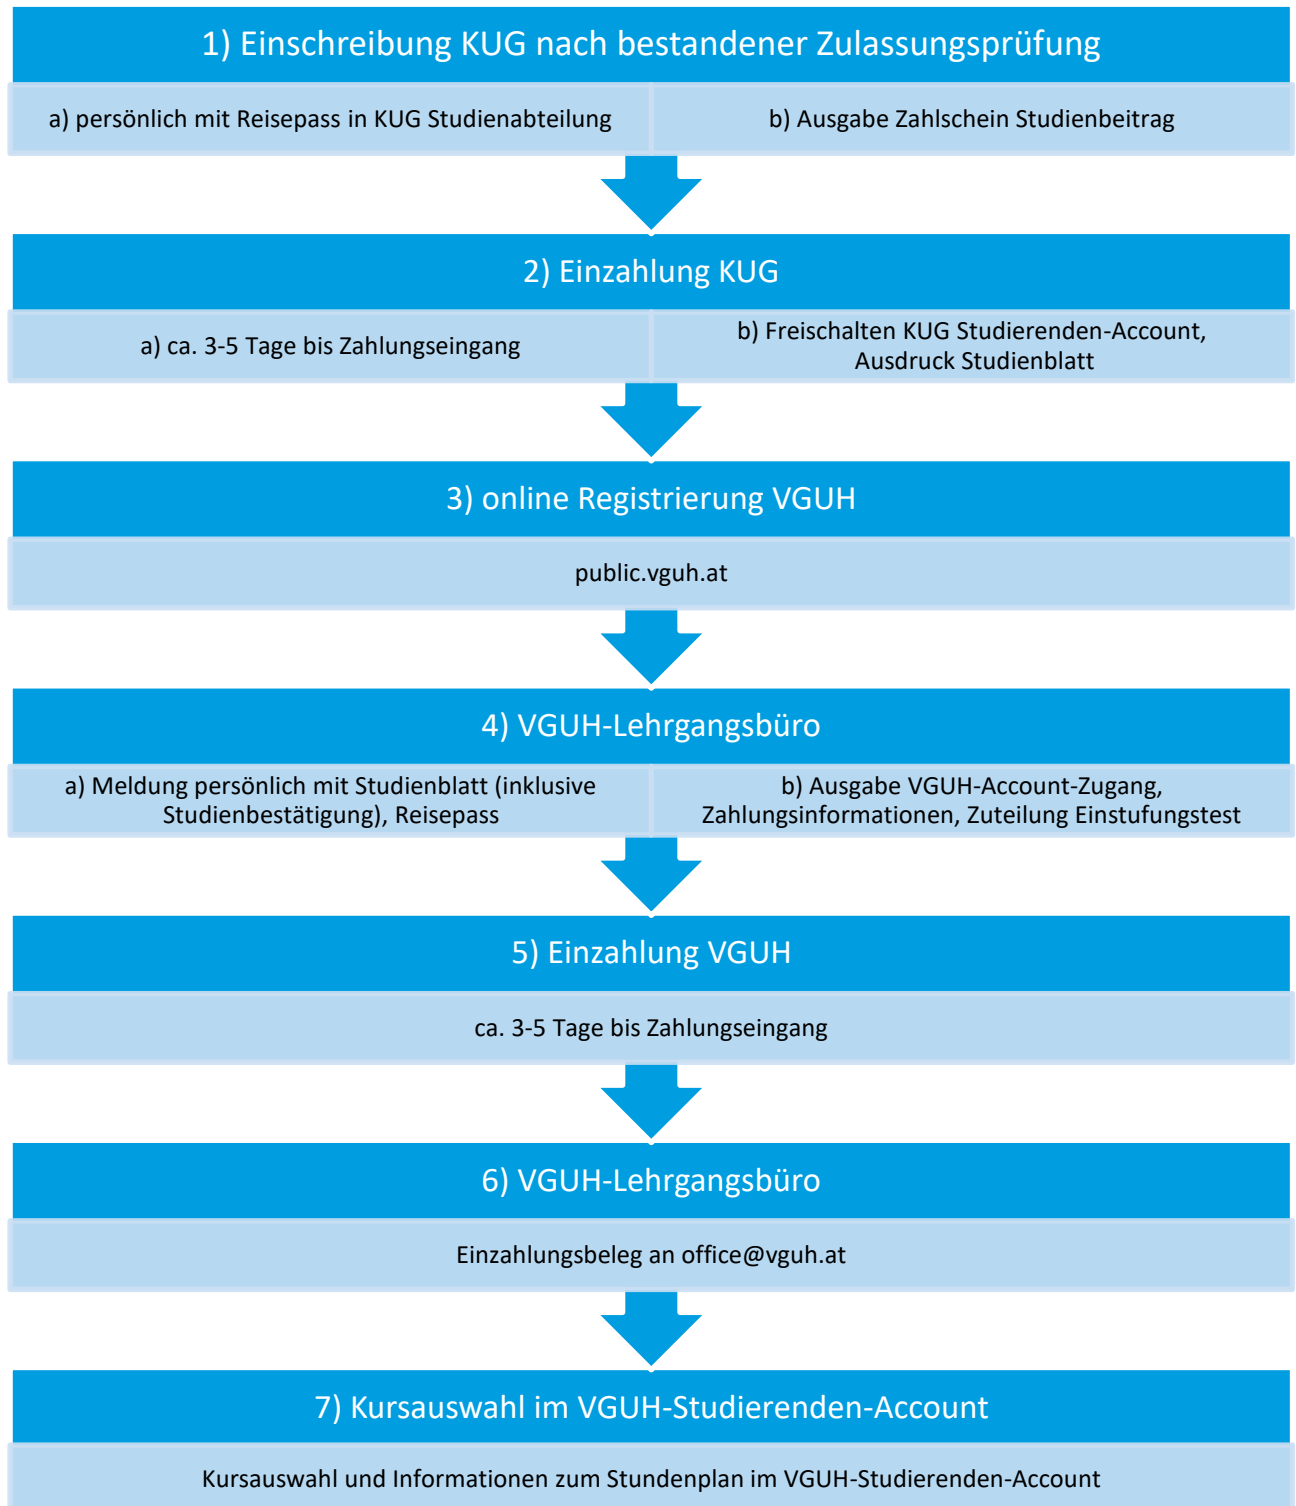 1) Einschreibung KUG nach bestandener Zulassungsprüfung
a) persönlich mit Reisepass in KUG Studienabteilung
b) Ausgabe Zahlschein Studienbeitrag
2) Einzahlung KUG
a) ca. 3-5 Tage bis Zahlungseingang
b) Freischalten KUG Studierenden-Account,
Ausdruck Studienblatt
3) online Registrierung VGUH
public.vguh.at
4) VGUH-Lehrgangsbüro
a) Meldung persönlich mit Studienblatt (inklusive
Studienbestätigung), Reisepass
b) Ausgabe VGUH-Account-Zugang,
Zahlungsinformationen, Zuteilung Einstufungstest
5) Einzahlung VGUH
ca. 3-5 Tage bis Zahlungseingang
6) VGUH-Lehrgangsbüro
Einzahlungsbeleg an office@vguh.at
7) Kursauswahl im VGUH-Studierenden-Account
Kursauswahl und Informationen zum Stundenplan im VGUH-Studierenden-Account